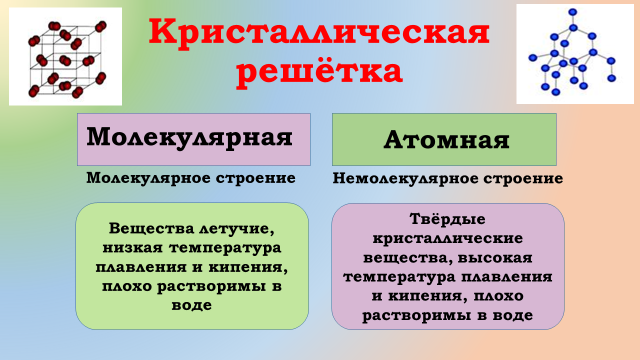 Кристаллическая
решётка
Молекулярная
Атомная
Молекулярное строение
Немолекулярное строение
Вещества летучие,
низкая температура
плавления и кипения,
плохо растворимы в
воде
Твёрдые
кристаллические
вещества, высокая
температура плавления
и кипения, плохо
растворимы в воде